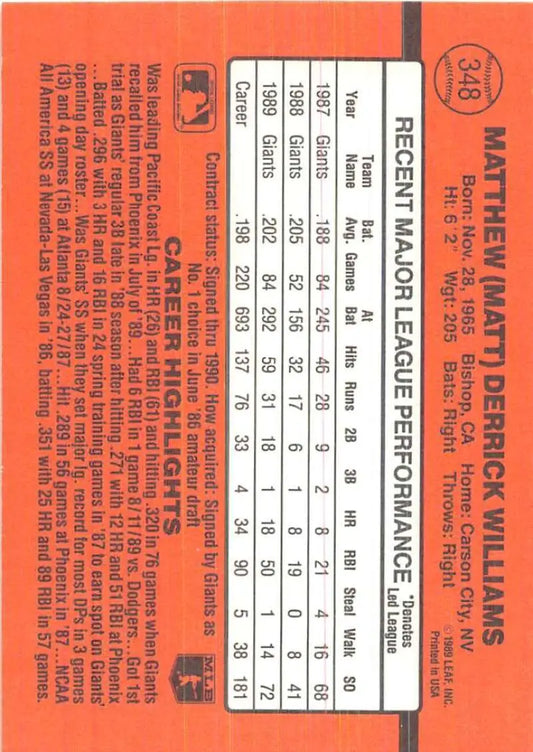 348
MATTHEW (MATT) DERRICK WILLIAMS
Born: Nov. 28, 1965 Bishop, CA Home: Carson City, NV
Ht: 6'2" Wgt: 205 Bats: Right Throws: Right
© 1989 LEAF, INC.
Printed in USA
RECENT MAJOR LEAGUE PERFORMANCE
*Denotes
Led League
Year Team Name Bat. Avg. Games At Bat Hits Runs 2B 3B HR RBI Steal Walk SO
1987 Giants .188 84 245 46 28 9 2 8 21 4 16 68
1988 Giants .205 52 156 32 17 6 1 8 19 0 8 41
1989 Giants .202 84 292 59 31 18 1 18 50 1 14 72
Career .198 220 693 137 76 33 4 34 90 5 38 181
Contract status: Signed thru 1990. How acquired: Signed by Giants as
No. 1 choice in June '86 amateur draft
MLB
CAREER HIGHLIGHTS
Was leading Pacific Coast Lg. in HR (26) and RBI (61) and hitting .320 in 76 games when Giants
recalled him from Phoenix in July of '89... Had 6 RBI in 1 game 8/11/89 vs. Dodgers... Got 1st
trial as Giants' regular 3B late in '88 season after hitting .271 with 12 HR and 51 RBI at Phoenix
... Batted .296 with 3 HR and 16 RBI in 24 spring training games in '87 to earn spot on Giants'
opening day roster... Was Giants' SS when they set major lg. record for most DPs in 3 games
(13) and 4 games (15) at Atlanta 8/24-27/87... Hit .289 in 56 games at Phoenix in '87... NCAA
All America SS at Nevada-Las Vegas in '86, batting .351 with 25 HR and 89 RBI in 57 games.